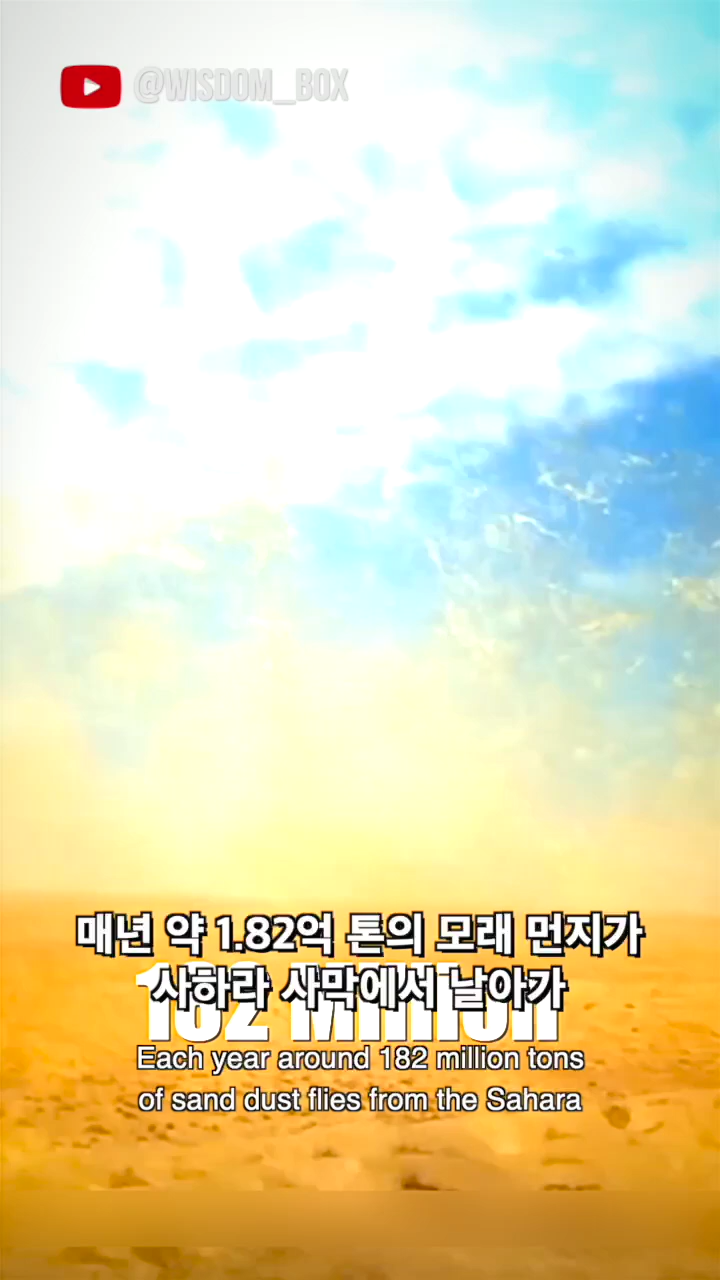 @WISDOM_BOX
매년 약 1.82억 톤의 모래 먼지가
사하라 사막에서 날아가
182 Million
Each year around 182 million tons
of sand dust flies from the Sahara